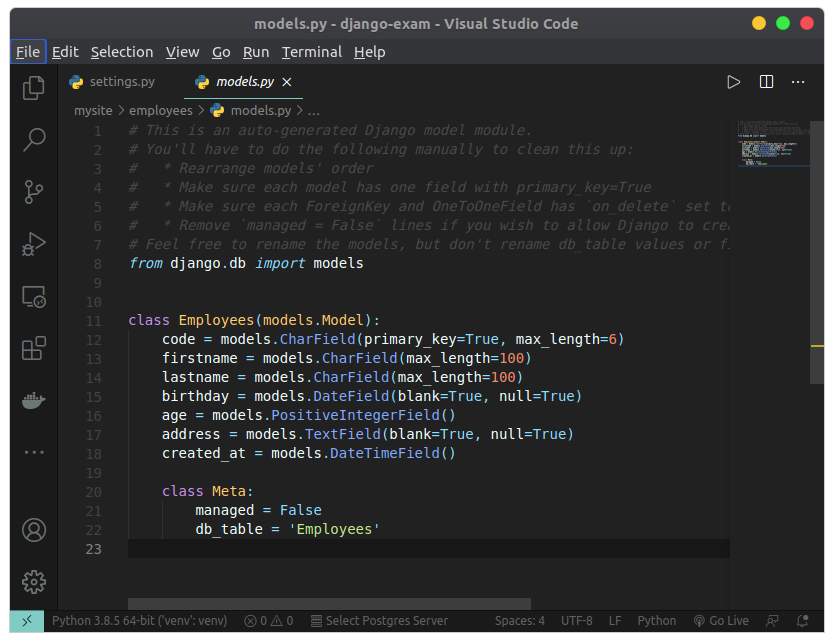 models.py - django-exam - Visual Studio Code
File Edit Selection View Go Run Terminal Help
settings.py models.py
mysite > employees > models.py > ...
1 # This is an auto-generated Django model module.
2 # You'll have to do the following manually to clean this up:
3 #   * Rearrange models' order
4 #   * Make sure each model has one field with primary_key=True
5 #   * Make sure each ForeignKey and OneToOneField has `on_delete` set t
6 #   * Remove `managed = False` lines if you wish to allow Django to crea
7 # Feel free to rename the models, but don't rename db_table values or f
8 from django.db import models
9
10
11 class Employees(models.Model):
12     code = models.CharField(primary_key=True, max_length=6)
13     firstname = models.CharField(max_length=100)
14     lastname = models.CharField(max_length=100)
15     birthday = models.DateField(blank=True, null=True)
16     age = models.PositiveIntegerField()
17     address = models.TextField(blank=True, null=True)
18     created_at = models.DateTimeField()
19
20     class Meta:
21         managed = False
22         db_table = 'Employees'
23
Python 3.8.5 64-bit ('venv': venv) 0 0 Select Postgres Server Spaces: 4 UTF-8 LF Python Go Live